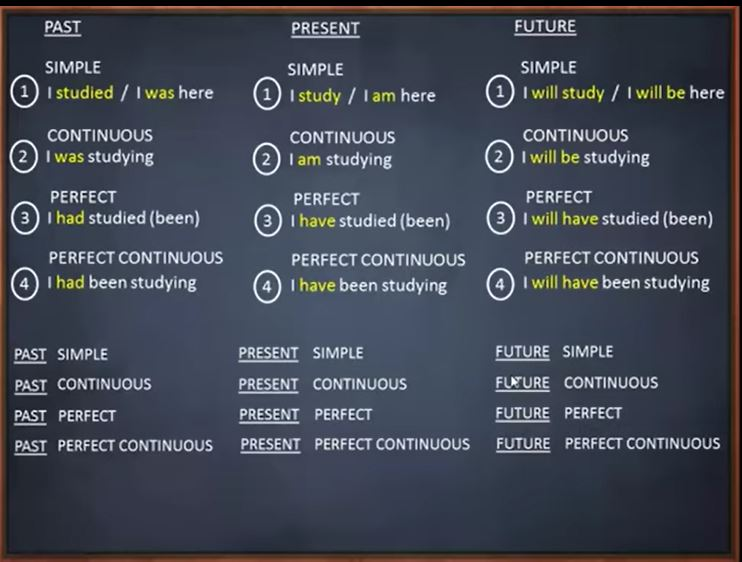 PAST
SIMPLE
1 I studied / I was here
CONTINUOUS
2 I was studying
PERFECT
3 I had studied (been)
PERFECT CONTINUOUS
4 I had been studying
PRESENT
SIMPLE
1 I study / I am here
CONTINUOUS
2 I am studying
PERFECT
3 I have studied (been)
PERFECT CONTINUOUS
4 I have been studying
FUTURE
SIMPLE
1 I will study / I will be here
CONTINUOUS
2 I will be studying
PERFECT
3 I will have studied (been)
PERFECT CONTINUOUS
4 I will have been studying
PAST SIMPLE
PAST CONTINUOUS
PAST PERFECT
PAST PERFECT CONTINUOUS
PRESENT SIMPLE
PRESENT CONTINUOUS
PRESENT PERFECT
PRESENT PERFECT CONTINUOUS
FUTURE SIMPLE
FUTURE CONTINUOUS
FUTURE PERFECT
FUTURE PERFECT CONTINUOUS